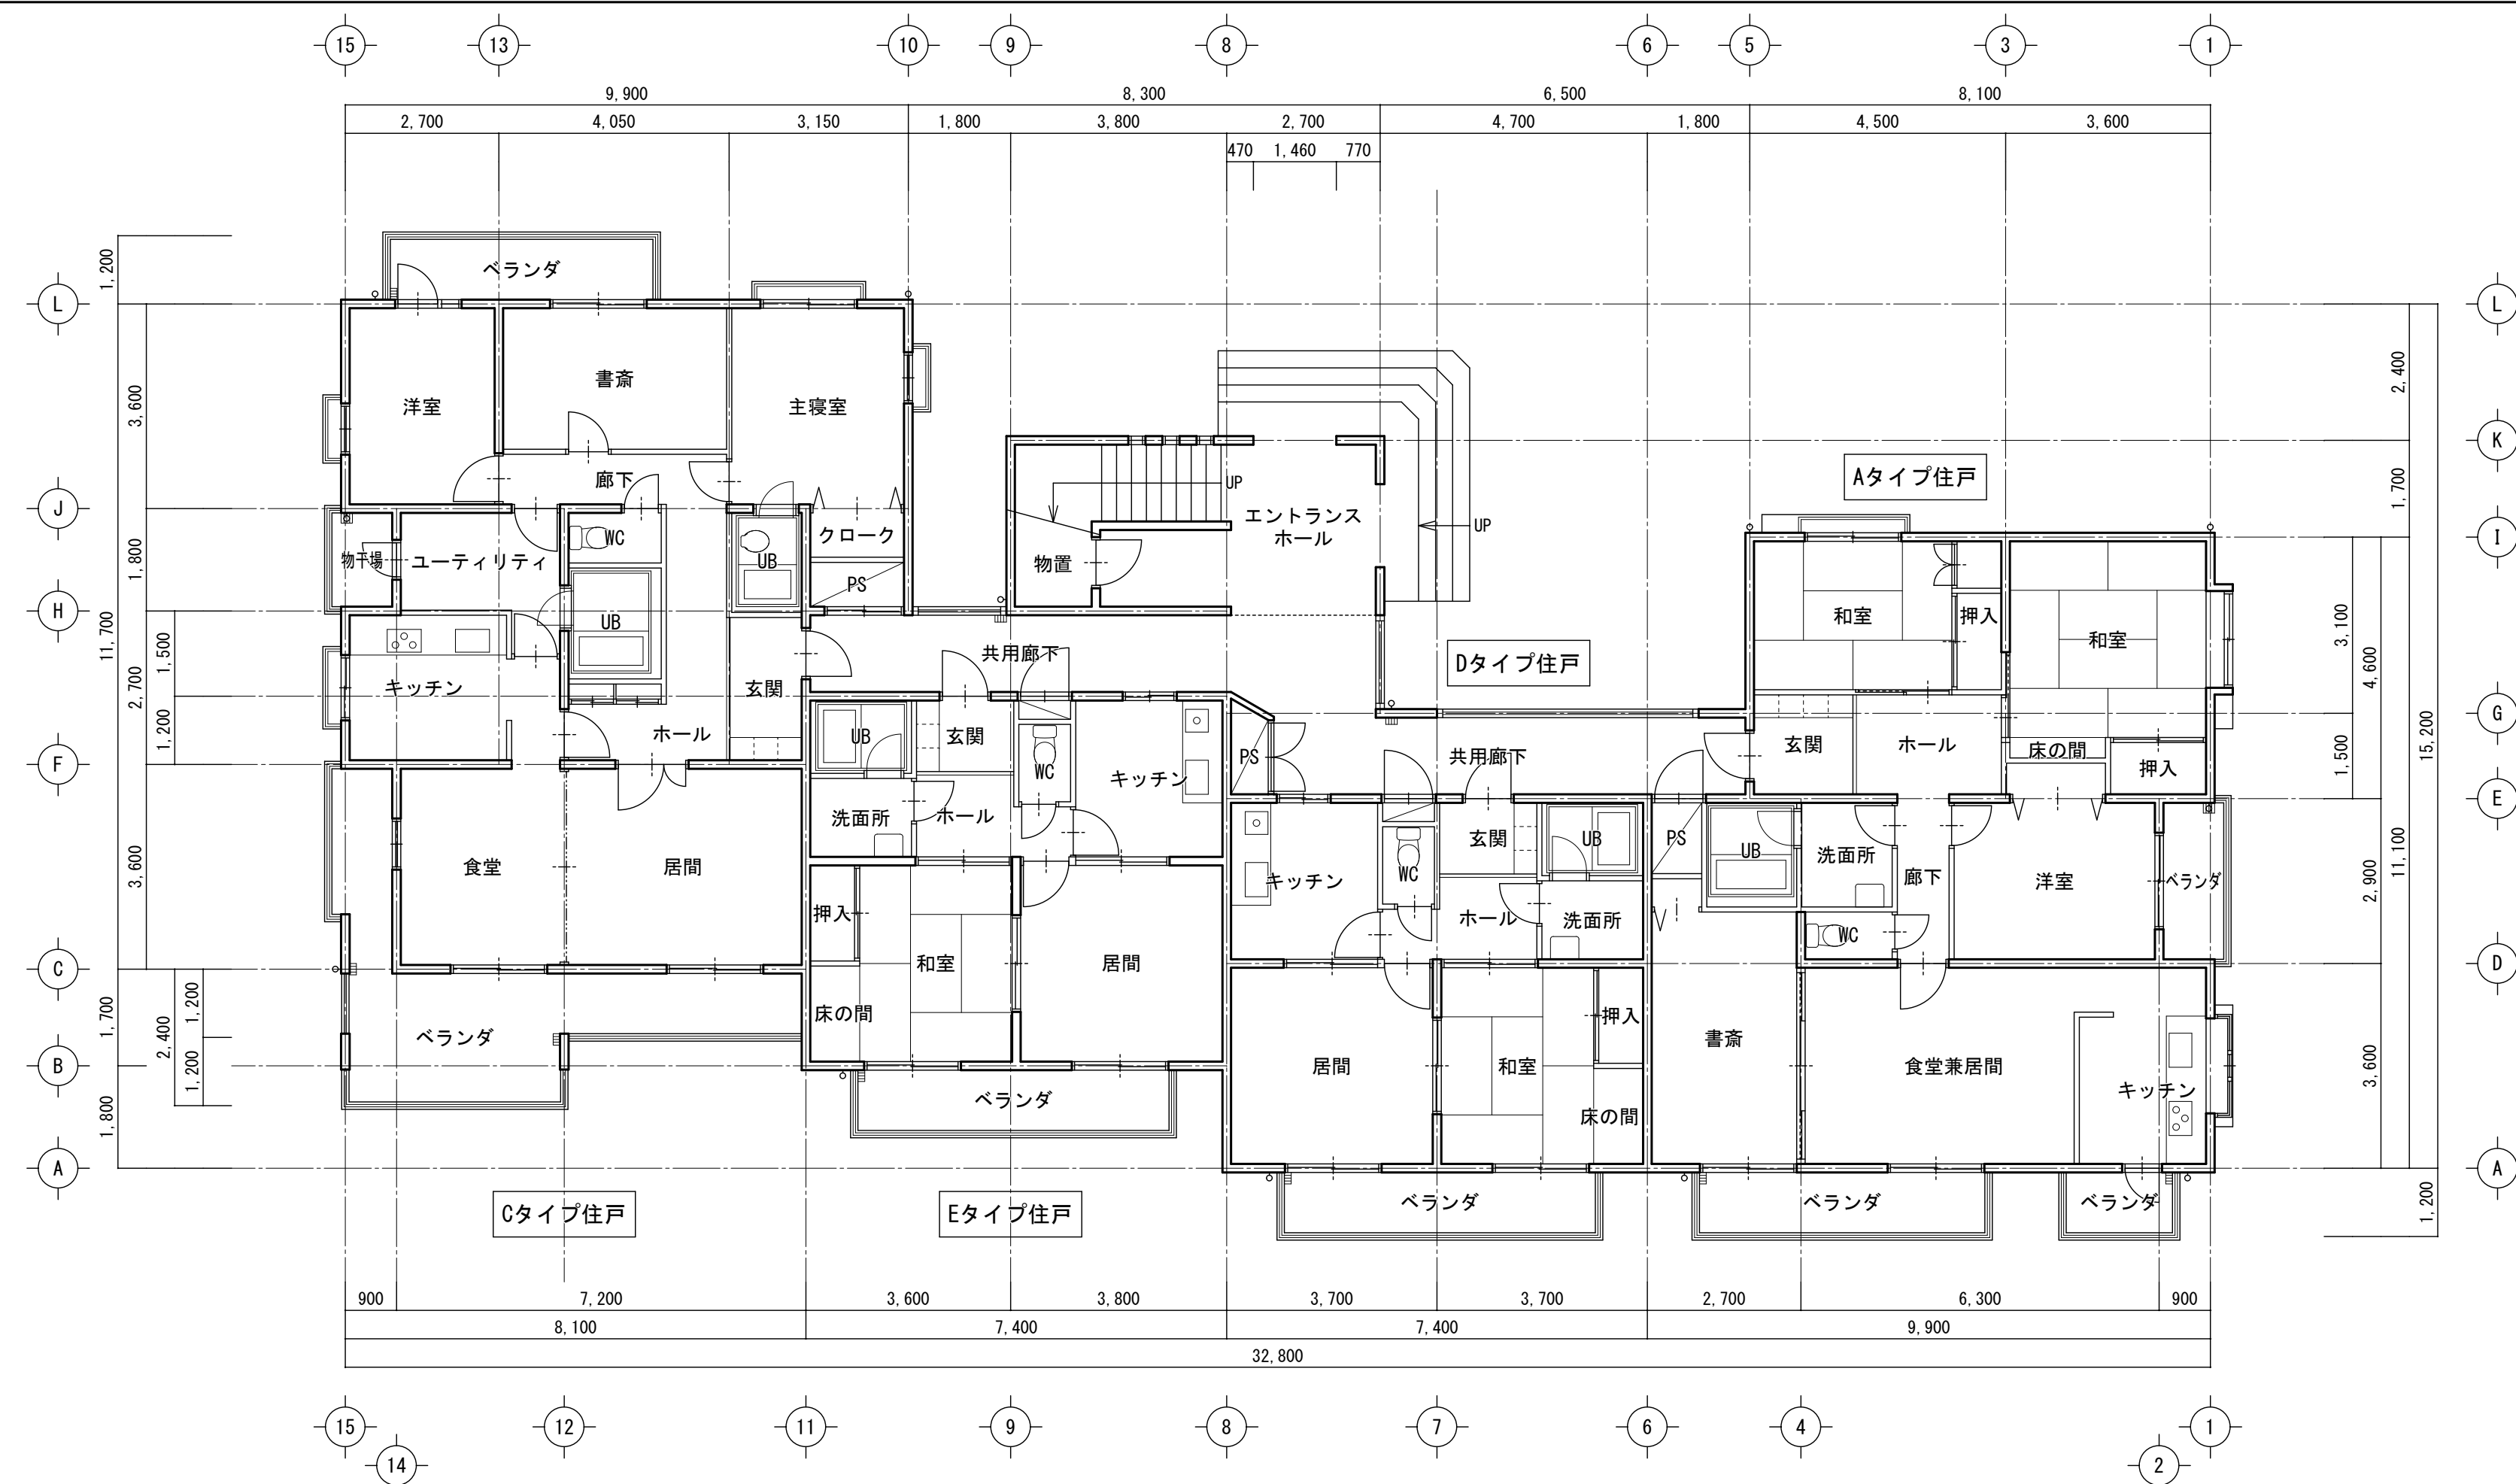 15 13 10 9 8 6 5 3 1
9,900 8,300 6,500 8,100
2,700 4,050 3,150 1,800 3,800 2,700 4,700 1,800 4,500 3,600
470 1,460 770
1,200
ベランダ
L L
2,400
3,600
書斎
洋室 主寝室
K
廊下
UP
Aタイプ住戸
1,700
J
エントランス
ホール
UP
I
WC
クローク
1,800
物干場 ユーティリティ UB
物置
PS
H
UB
和室 押入
和室
3,100
11,700
1,500
2,700
共用廊下
Dタイプ住戸
4,600
キッチン 玄関
G
1,200
ホール
UB 玄関
玄関 ホール
床の間
15,200
F
PS
共用廊下
1,500
WC
キッチン
押入
E
洗面所 ホール
玄関 UB
PS
UB
洗面所
11,100
3,600
食堂 居間
キッチン
WC
廊下 洋室 ベランダ
2,900
押入
ホール 洗面所
WC
和室 居間
C D
1,200
1,700
2,400
床の間
押入
ベランダ
書斎
1,200
B
居間 和室
食堂兼居間
キッチン
3,600
ベランダ
床の間
1,800
A A
ベランダ ベランダ ベランダ
1,200
Cタイプ住戸 Eタイプ住戸
900 7,200 3,600 3,800 3,700 3,700 2,700 6,300 900
8,100 7,400 7,400 9,900
32,800
15 12 11 9 8 7 6 4 1
14 2